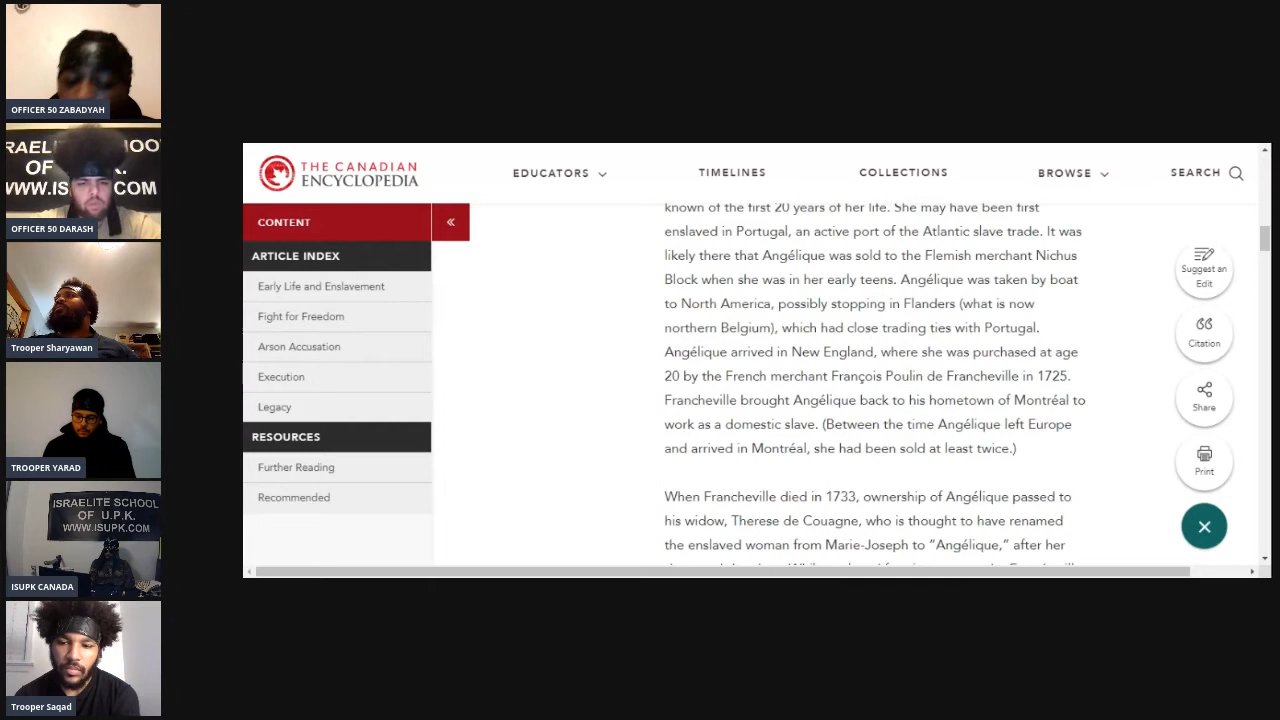 OFFICER 50 ZABADYAH
RAELITE SCHOO
OF U.P.K.
WWW.IS COM
OFFICER 50 DARASH
Trooper Sharyawan
TROOPER YARAD
ISRAELITE SCHOOL
OF U.P.K.
WWW.ISUPK.COM
ISUPK CANADA
Trooper Saqad
THE CANADIAN
ENCYCLOPEDIA
EDUCATORS
TIMELINES
COLLECTIONS
BROWSE
SEARCH
CONTENT
«
ARTICLE INDEX
Early Life and Enslavement
Fight for Freedom
Arson Accusation
Execution
Legacy
RESOURCES
Further Reading
Recommended
known of the first 20 years of her life. She may have been first
enslaved in Portugal, an active port of the Atlantic slave trade. It was
likely there that Angélique was sold to the Flemish merchant Nichus
Block when she was in her early teens. Angélique was taken by boat
to North America, possibly stopping in Flanders (what is now
northern Belgium), which had close trading ties with Portugal.
Angélique arrived in New England, where she was purchased at age
20 by the French merchant François Poulin de Francheville in 1725.
Francheville brought Angélique back to his hometown of Montréal to
work as a domestic slave. (Between the time Angélique left Europe
and arrived in Montréal, she had been sold at least twice.)
When Francheville died in 1733, ownership of Angélique passed to
his widow, Therese de Couagne, who is thought to have renamed
the enslaved woman from Marie-Joseph to “Angélique,” after her
Suggest an
Edit
Citation
Share
Print